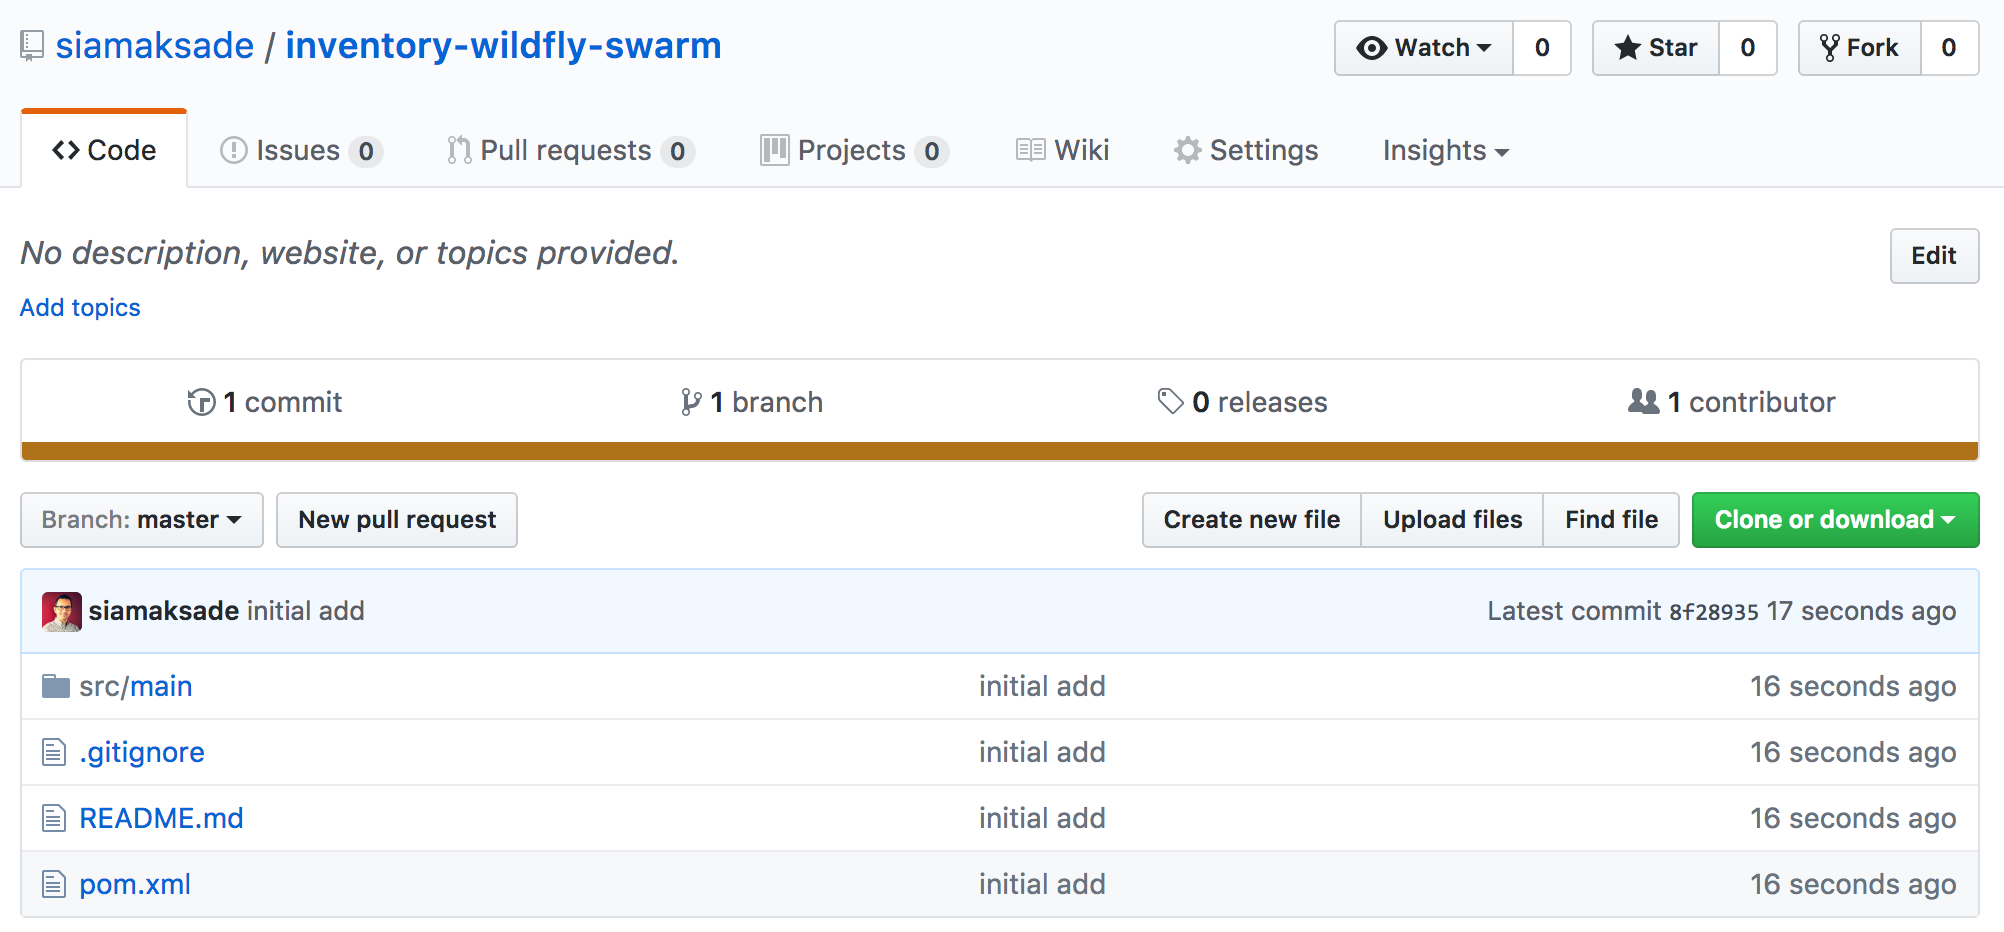 siamaksade / inventory-wildfly-swarm Watch 0 Star 0 Fork 0
Code Issues 0 Pull requests 0 Projects 0 Wiki Settings Insights
No description, website, or topics provided. Edit
Add topics
1 commit 1 branch 0 releases 1 contributor
Branch: master New pull request Create new file Upload files Find file Clone or download
siamaksade initial add Latest commit 8f28935 17 seconds ago
src/main initial add 16 seconds ago
.gitignore initial add 16 seconds ago
README.md initial add 16 seconds ago
pom.xml initial add 16 seconds ago